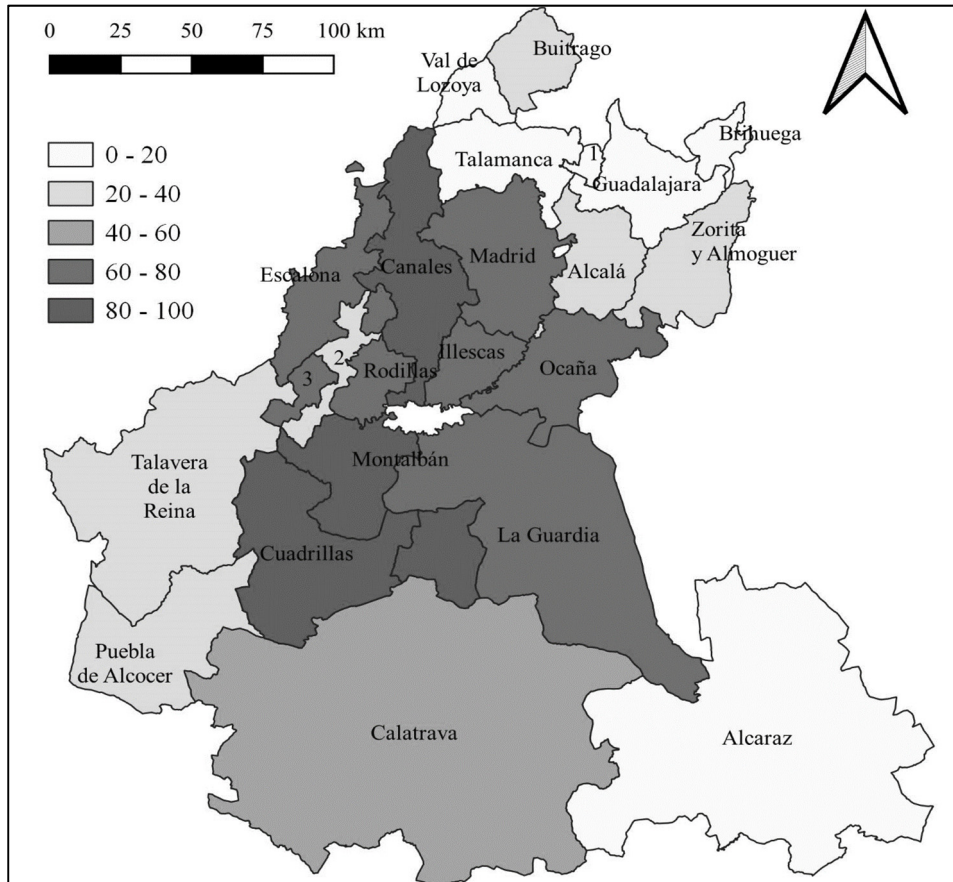 0 25 50 100 km
Buitrago
Val de
Lozoya
0 - 20
20 - 40
40 - 60
60 - 80
80 - 100
Brihuega
Talamanca
1
Guadalajara
Zorita
y Almoguer
Madrid
Escalona
Canales
Alcalá
Illescas
2
Rodillas
Ocaña
3
Talavera
de la
Reina
Montalbán
La Guardia
Cuadrillas
Puebla
de Alcocer
Calatrava
Alcaraz